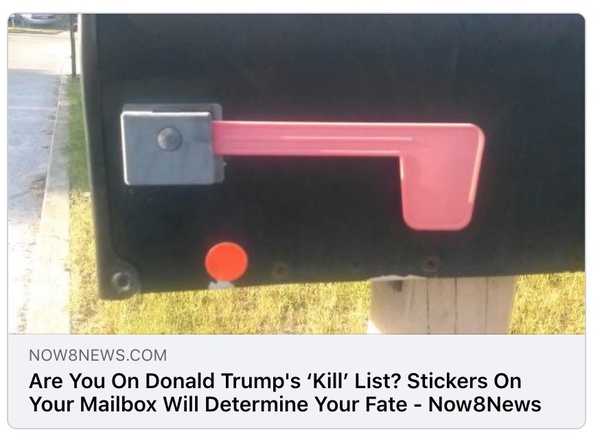 NOW8NEWS.COM
Are You On Donald Trump's ‘Kill’ List? Stickers On
Your Mailbox Will Determine Your Fate - Now8News